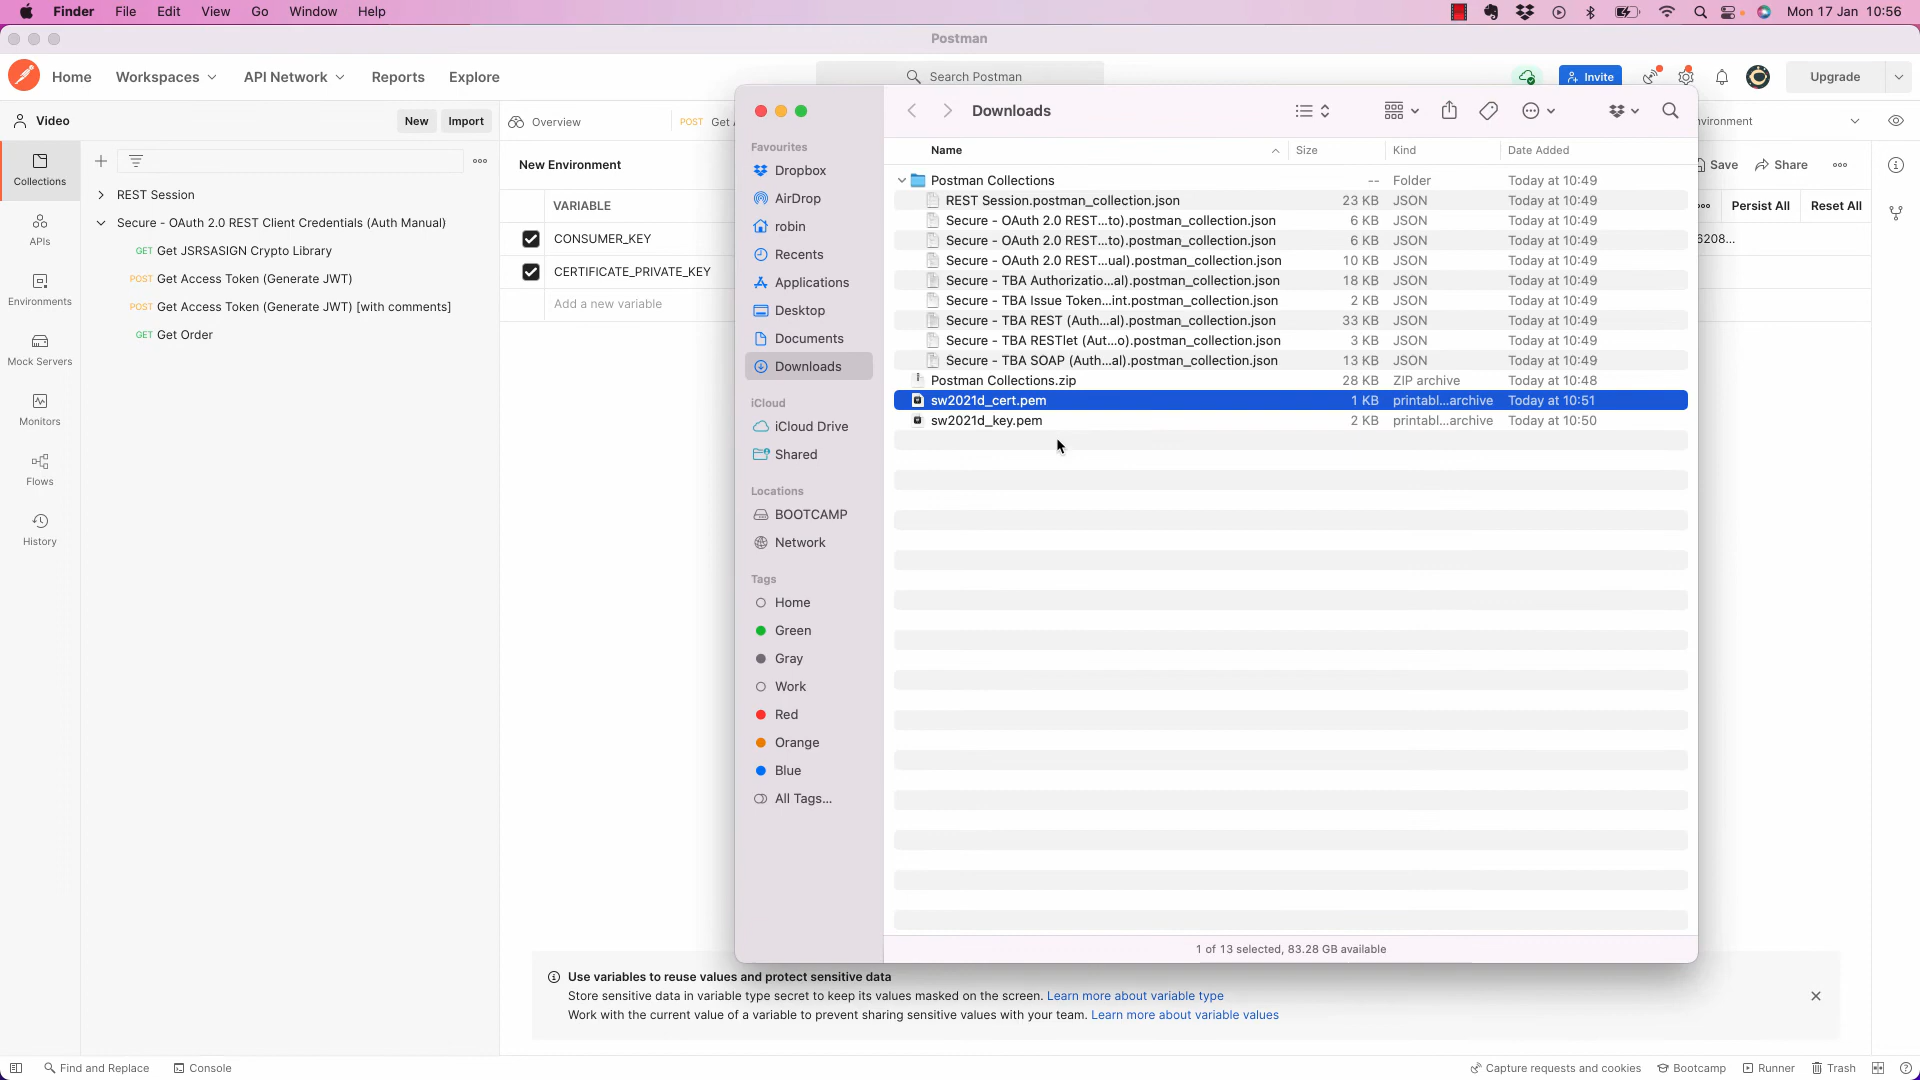 Finder File Edit View Go Window Help Mon 17 Jan 10:56
Postman
Home Workspaces API Network Reports Explore Search Postman Invite Upgrade
Video New Import Overview POST Get nvironment
Downloads
Collections
APIs
Environments
Mock Servers
Monitors
Flows
History
REST Session
Secure - OAuth 2.0 REST Client Credentials (Auth Manual)
GET Get JSRSASIGN Crypto Library
POST Get Access Token (Generate JWT)
POST Get Access Token (Generate JWT) [with comments]
GET Get Order
New Environment
Save Share
VARIABLE Persist All Reset All
CONSUMER_KEY 6208...
CERTIFICATE_PRIVATE_KEY
Add a new variable
Favourites
Dropbox
AirDrop
robin
Recents
Applications
Desktop
Documents
Downloads
iCloud
iCloud Drive
Shared
Locations
BOOTCAMP
Network
Tags
Home
Green
Gray
Work
Red
Orange
Blue
All Tags...
Name Size Kind Date Added
Postman Collections -- Folder Today at 10:49
REST Session.postman_collection.json 23 KB JSON Today at 10:49
Secure - OAuth 2.0 REST...to).postman_collection.json 6 KB JSON Today at 10:49
Secure - OAuth 2.0 REST...to).postman_collection.json 6 KB JSON Today at 10:49
Secure - OAuth 2.0 REST...ual).postman_collection.json 10 KB JSON Today at 10:49
Secure - TBA Authorizatio...al).postman_collection.json 18 KB JSON Today at 10:49
Secure - TBA Issue Token...int.postman_collection.json 2 KB JSON Today at 10:49
Secure - TBA REST (Auth...al).postman_collection.json 33 KB JSON Today at 10:49
Secure - TBA RESTlet (Aut...o).postman_collection.json 3 KB JSON Today at 10:49
Secure - TBA SOAP (Auth...al).postman_collection.json 13 KB JSON Today at 10:49
Postman Collections.zip 28 KB ZIP archive Today at 10:48
sw2021d_cert.pem 1 KB printabl...archive Today at 10:51
sw2021d_key.pem 2 KB printabl...archive Today at 10:50
1 of 13 selected, 83.28 GB available
Use variables to reuse values and protect sensitive data
Store sensitive data in variable type secret to keep its values masked on the screen. Learn more about variable type
Work with the current value of a variable to prevent sharing sensitive values with your team. Learn more about variable values
Find and Replace Console Capture requests and cookies Bootcamp Runner Trash